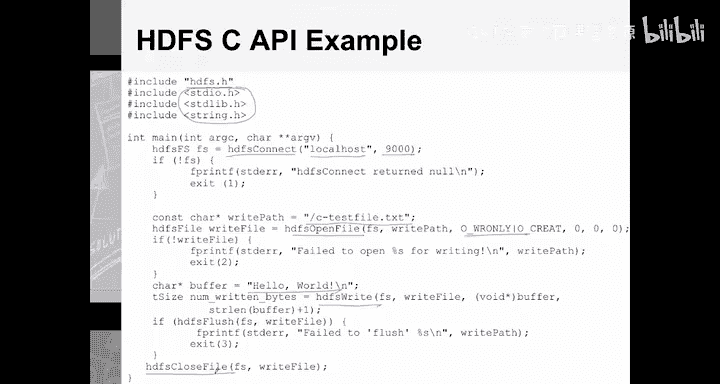 HDFS C API Example
bilibili
#include "hdfs.h"
#include <stdio.h>
#include <stdlib.h>
#include <string.h>
int main(int argc, char **argv) {
hdfsFS fs = hdfsConnect("localhost", 9000);
if (!fs) {
fprintf(stderr, "hdfsConnect returned null\n");
exit (1);
}
const char* writePath = "/c-testfile.txt";
hdfsFile writeFile = hdfsOpenFile(fs, writePath, O_WRONLY|O_CREAT, 0, 0, 0);
if(!writeFile) {
fprintf(stderr, "Failed to open %s for writing!\n", writePath);
exit(2);
}
char* buffer = "Hello, World!\n";
tSize num_written_bytes = hdfsWrite(fs, writeFile, (void*)buffer,
strlen(buffer)+1);
if (hdfsFlush(fs, writeFile)) {
fprintf(stderr, "Failed to 'flush' %s\n", writePath);
exit(3);
}
hdfsCloseFile(fs, writeFile);
}